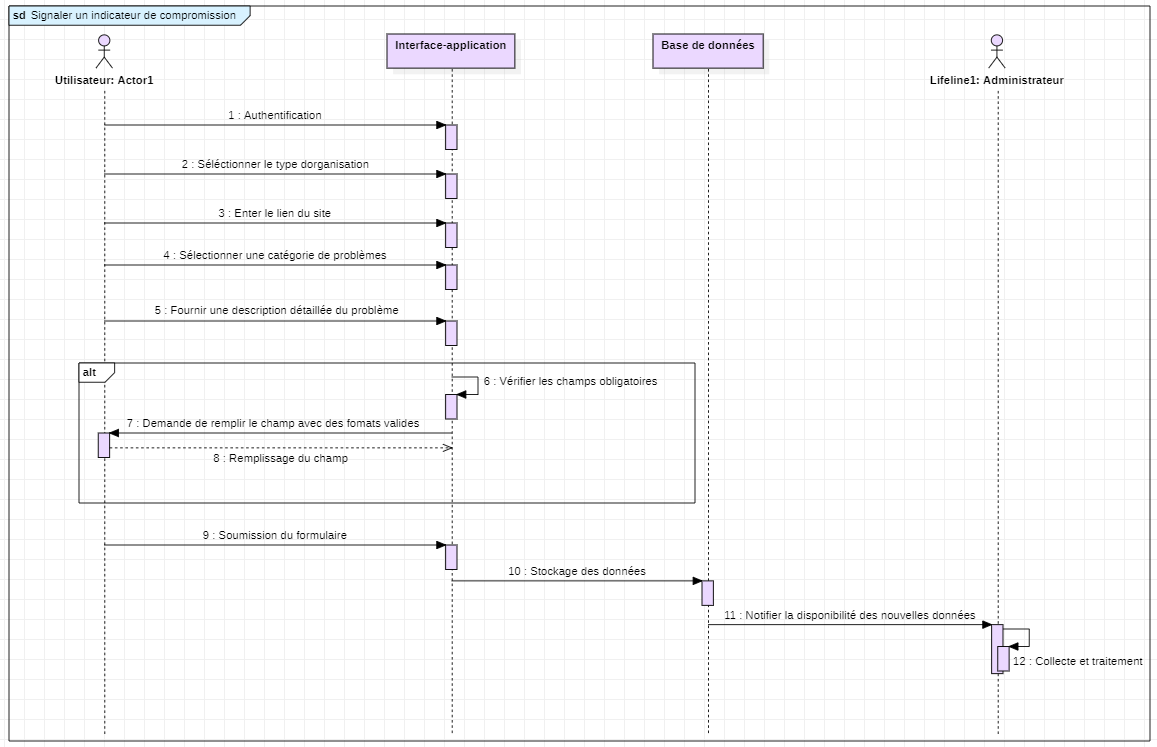 sd Signaler un indicateur de compromission
Interface-application
Base de données
Utilisateur: Actor1
Lifeline1: Administrateur
1 : Authentification
2 : Séléctionner le type dorganisation
3 : Enter le lien du site
4 : Sélectionner une catégorie de problèmes
5 : Fournir une description détaillée du problème
alt
6 : Vérifier les champs obligatoires
7 : Demande de remplir le champ avec des fomats valides
8 : Remplissage du champ
9 : Soumission du formulaire
10 : Stockage des données
11 : Notifier la disponibilité des nouvelles données
12 : Collecte et traitement